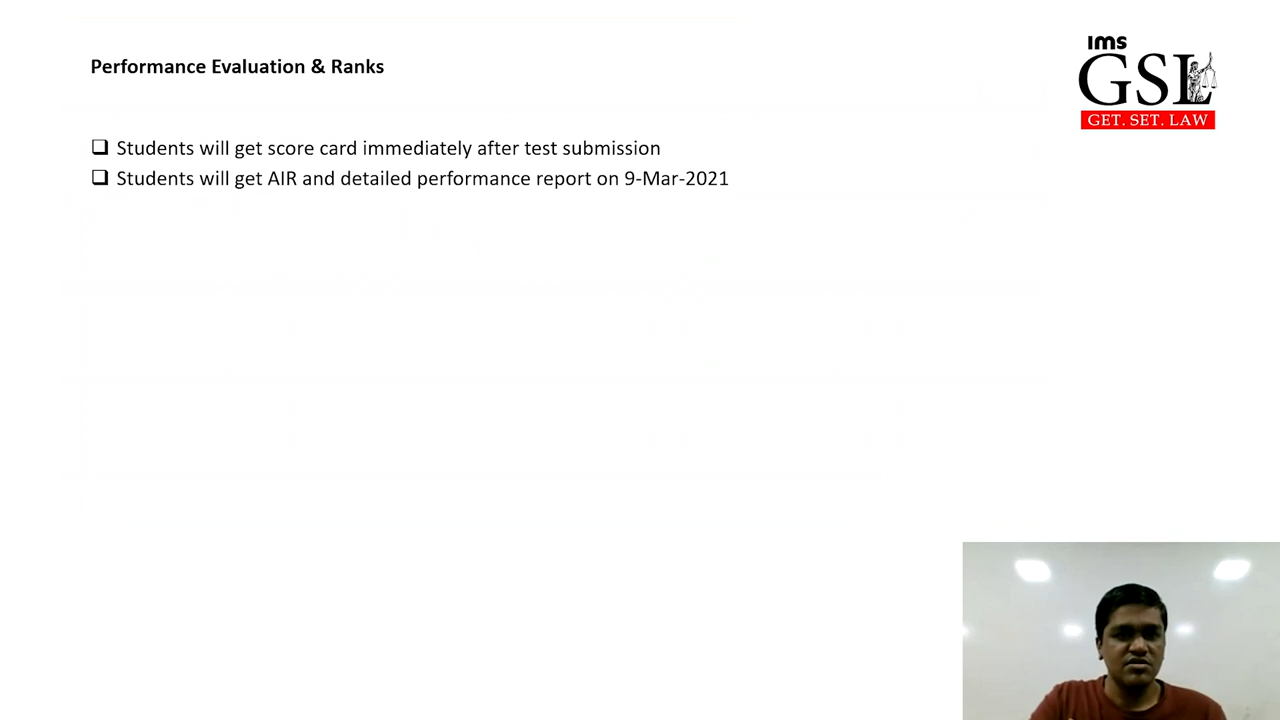 Performance Evaluation & Ranks
ims
GSL
GET. SET. LAW
❑ Students will get score card immediately after test submission
❑ Students will get AIR and detailed performance report on 9-Mar-2021